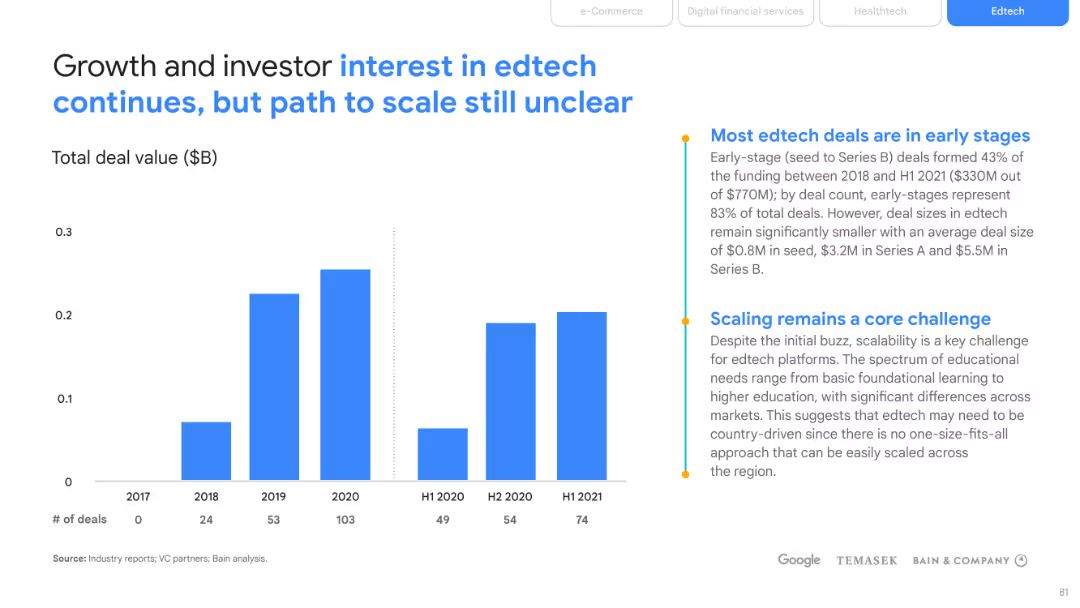 e-Commerce
Digital financial services
Healthtech
Edtech
Growth and investor interest in edtech
continues, but path to scale still unclear
Total deal value ($B)
0.3
0.2
0.1
0
2017 2018 2019 2020 H1 2020 H2 2020 H1 2021
# of deals 0 24 53 103 49 54 74
Most edtech deals are in early stages
Early-stage (seed to Series B) deals formed 43% of
the funding between 2018 and H1 2021 ($330M out
of $770M); by deal count, early-stages represent
83% of total deals. However, deal sizes in edtech
remain significantly smaller with an average deal size
of $0.8M in seed, $3.2M in Series A and $5.5M in
Series B.
Scaling remains a core challenge
Despite the initial buzz, scalability is a key challenge
for edtech platforms. The spectrum of educational
needs range from basic foundational learning to
higher education, with significant differences across
markets. This suggests that edtech may need to be
country-driven since there is no one-size-fits-all
approach that can be easily scaled across
the region.
Source: Industry reports; VC partners; Bain analysis.
Google TEMASEK BAIN & COMPANY
81